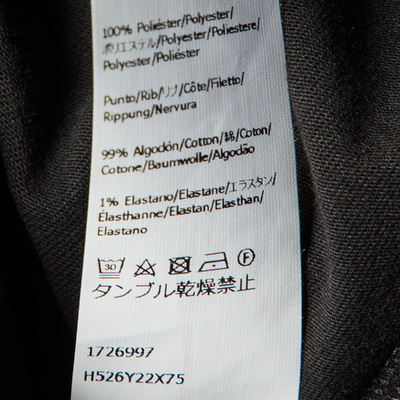 100% Poliéster/Polyester/
ポリエステル/Polyester/Poliestere/
Polyester/Poliéster
Punto/Rib/リブ/Côte/Filetto/
Rippung/Nervura
99% Algodón/Cotton/綿/Coton/
Cotone/Baumwolle/Algodão
1% Elastano/Elastane/エラスタン/
Élasthanne/Elastan/Elasthan/
Elastano
30 F
タンブル乾燥禁止
1726997
H526Y22X75